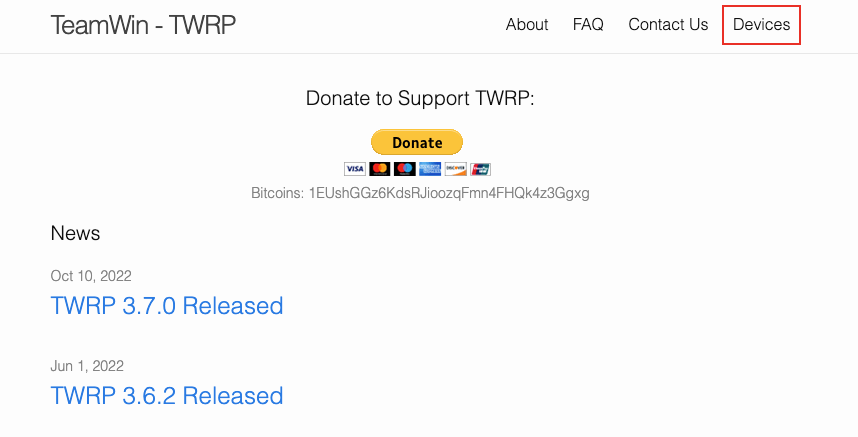 TeamWin - TWRP About FAQ Contact Us Devices
Donate to Support TWRP:
Donate
VISA DISCOVER
Bitcoins: 1EUshGGz6KdsRJioozqFmn4FHQk4z3Ggxg
News
Oct 10, 2022
TWRP 3.7.0 Released
Jun 1, 2022
TWRP 3.6.2 Released